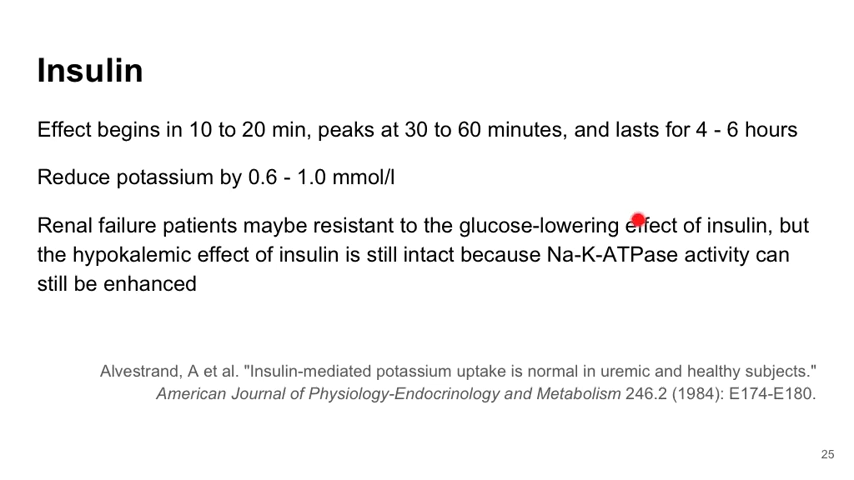 Insulin
Effect begins in 10 to 20 min, peaks at 30 to 60 minutes, and lasts for 4 - 6 hours
Reduce potassium by 0.6 - 1.0 mmol/l
Renal failure patients maybe resistant to the glucose-lowering effect of insulin, but
the hypokalemic effect of insulin is still intact because Na-K-ATPase activity can
still be enhanced
Alvestrand, A et al. "Insulin-mediated potassium uptake is normal in uremic and healthy subjects."
American Journal of Physiology-Endocrinology and Metabolism 246.2 (1984): E174-E180.
25